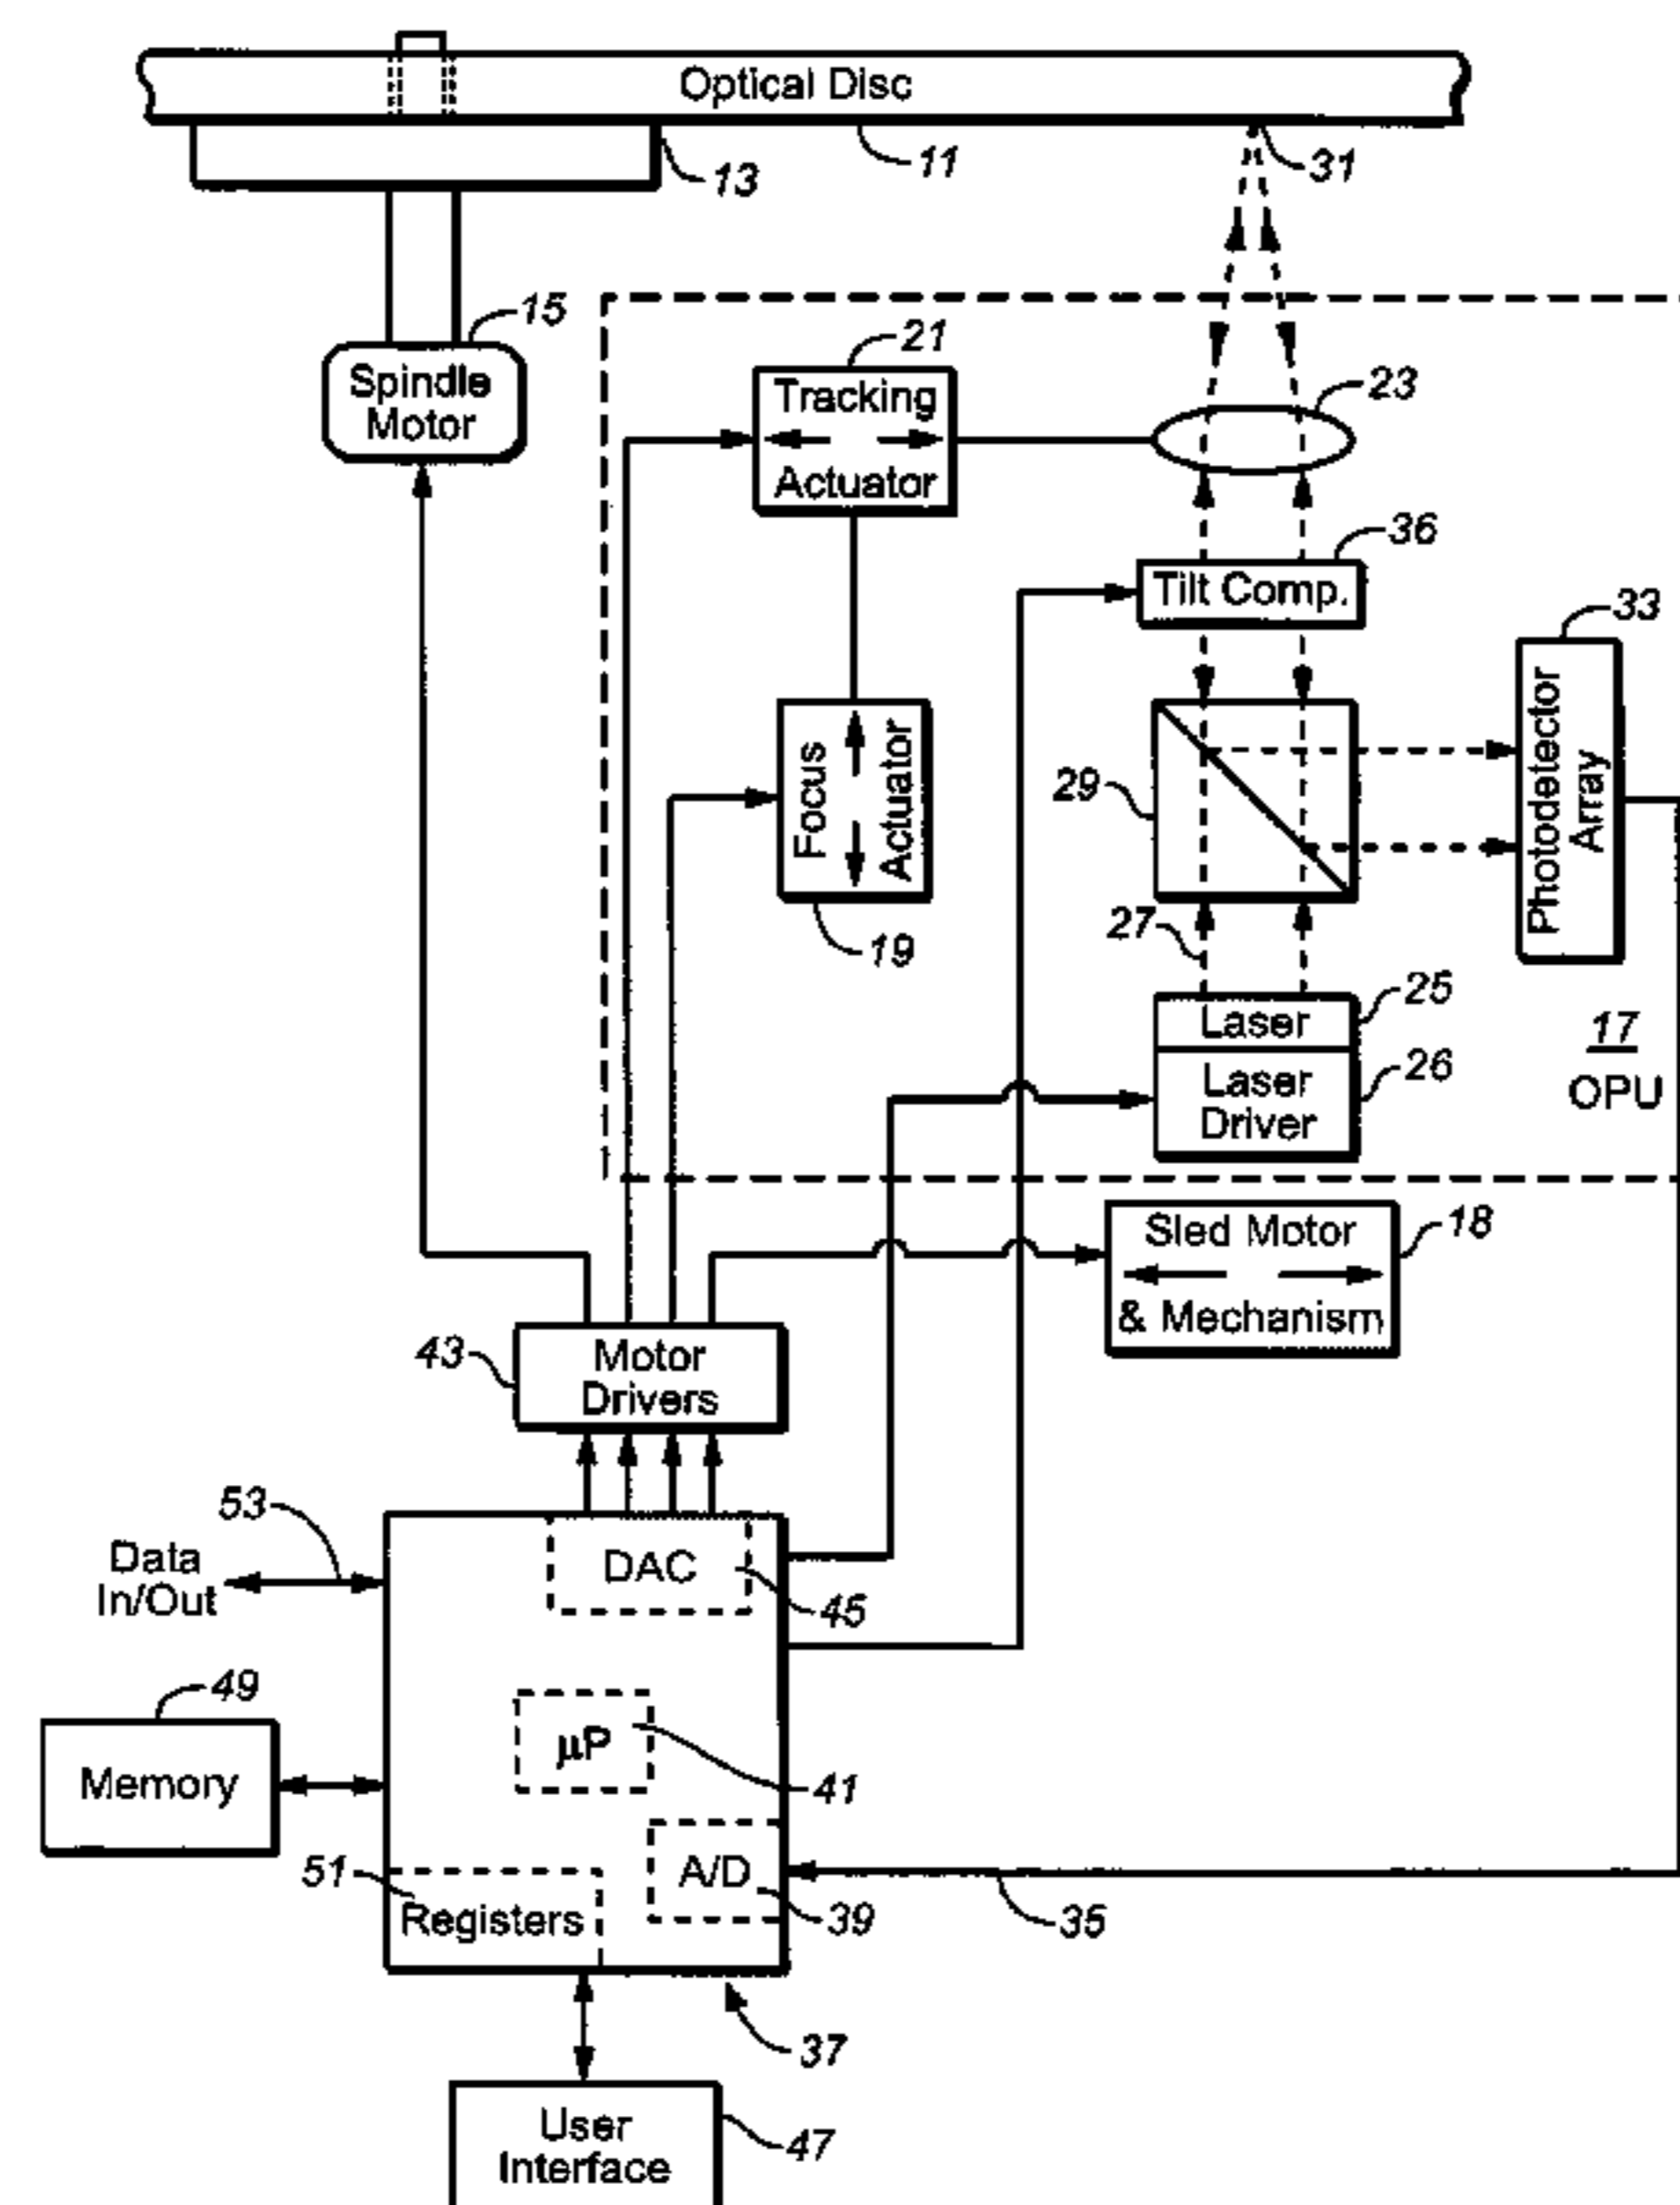 Optical Disc
13
11
31
15
Spindle
Motor
21
Tracking
Actuator
23
36
Tilt Comp.
33
Photodetector
Array
Focus
Actuator
19
29
27
25
Laser
26
Laser
Driver
17
OPU
18
Sled Motor
& Mechanism
43
Motor
Drivers
53
Data
In/Out
DAC
45
49
Memory
µP
41
51
Registers
A/D
39
35
37
User
Interface
47